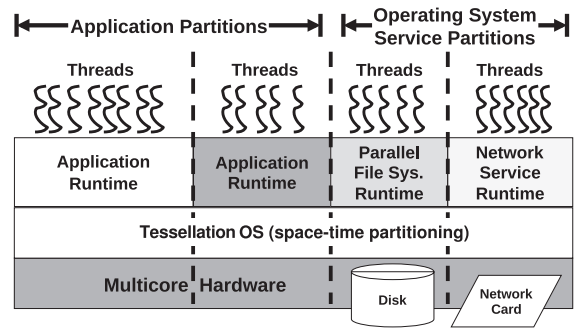 Application Partitions
Operating System
Service Partitions
Threads
Threads
Threads
Threads
Application
Runtime
Application
Runtime
Parallel
File Sys.
Runtime
Network
Service
Runtime
Tessellation OS (space-time partitioning)
Multicore Hardware
Disk
Network
Card